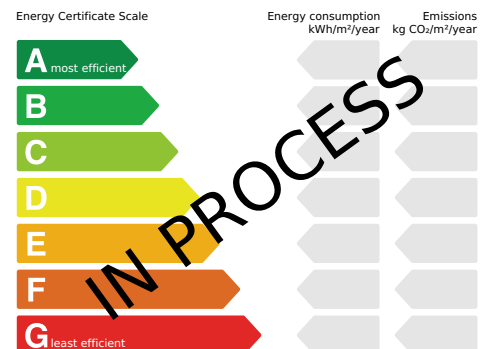 Energy Certificate Scale
Energy consumption
kWh/m²/year
Emissions
kg CO₂/m²/year
A most efficient
B
C
D
E
F
G least efficient
IN PROCESS